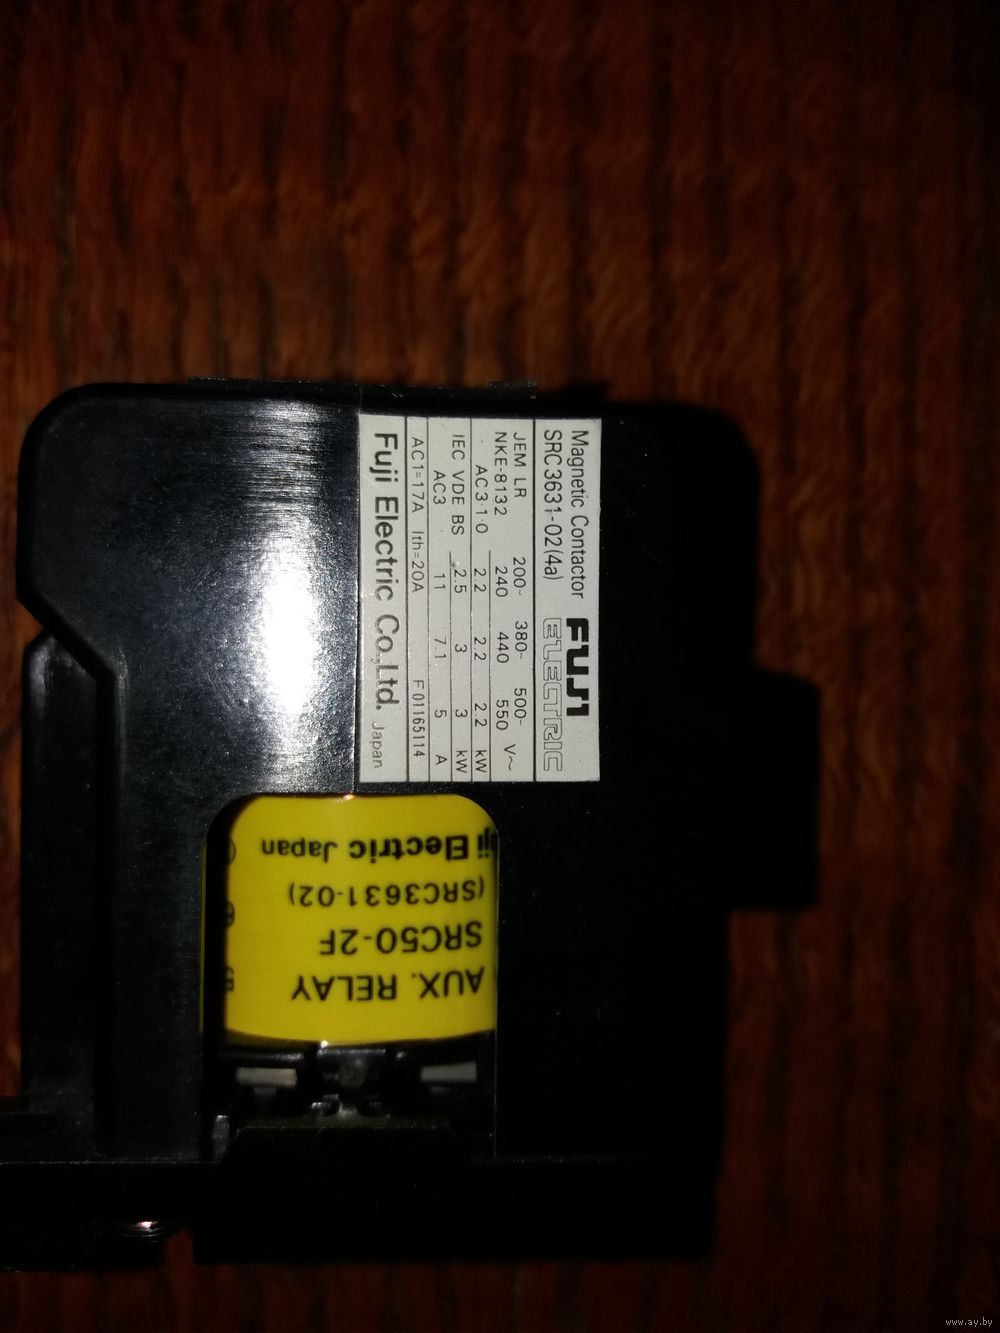 Magnetic Contactor FUJI
SRC3631-02(4a) ELECTRIC
JEM LR 200- 380- 500-
NKE-8132 240 440 550 V~
AC3·1·0 2.2 2.2 2.2 kW
IEC VDE BS 2.5 3 3 kW
AC3 11 7.1 5 A
AC1=17A Ith=20A F 01165114
Fuji Electric Co.,Ltd. Japan
AUX. RELAY
SRC50-2F
(SRC3631-02)
Electric Japan
www.ay.by